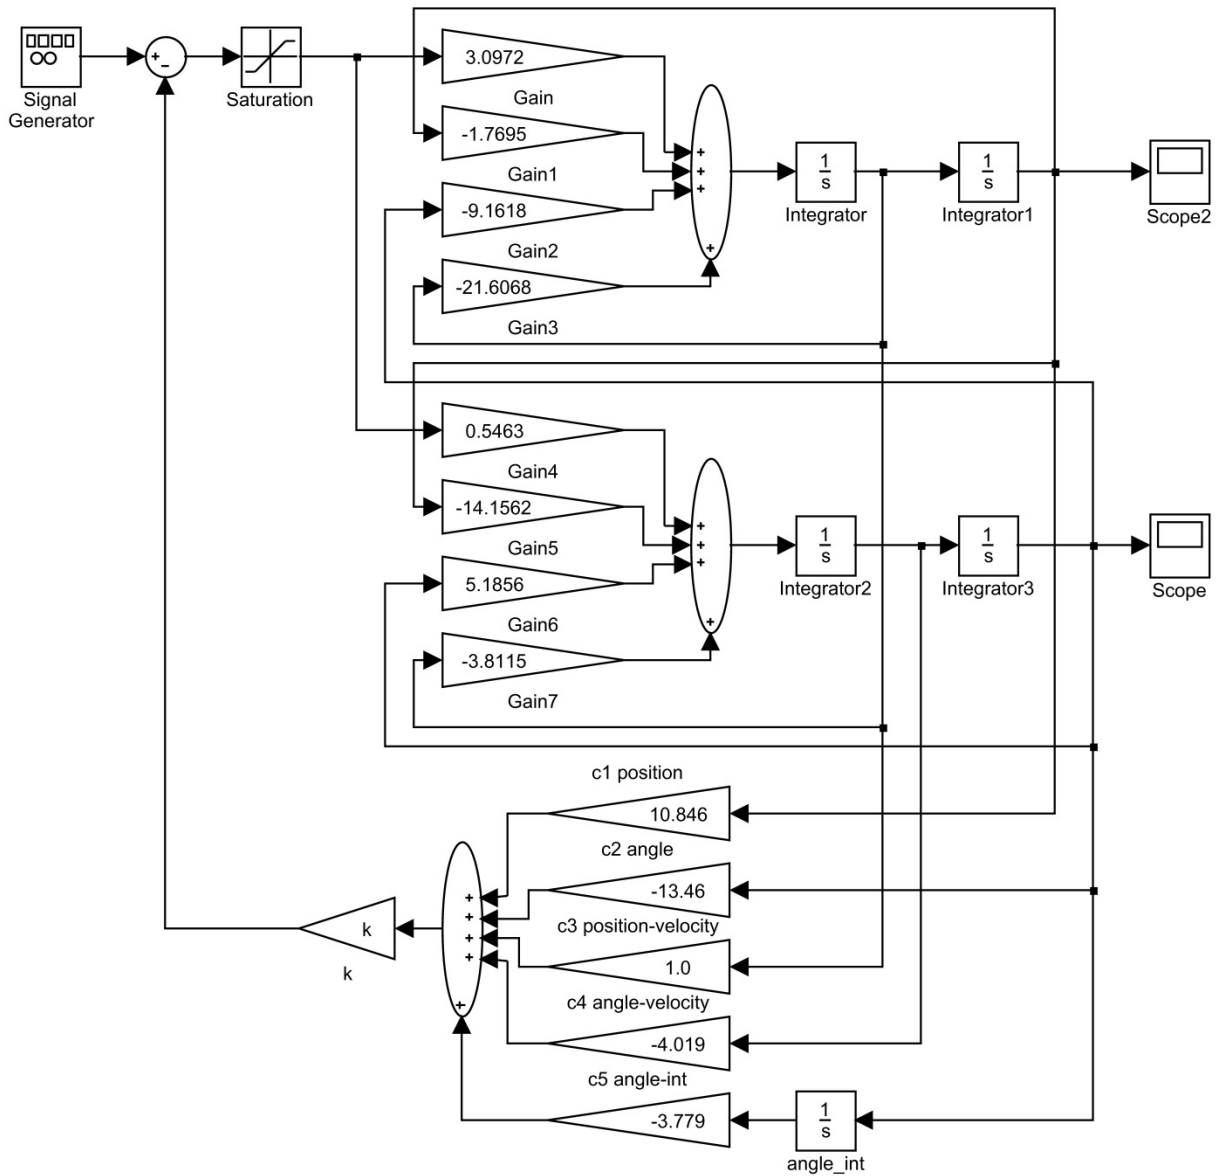 Signal
Generator
+
−
Saturation
3.0972
Gain
-1.7695
Gain1
-9.1618
Gain2
-21.6068
Gain3
+
+
+
+
1
s
Integrator
1
s
Integrator1
Scope2
0.5463
Gain4
-14.1562
Gain5
5.1856
Gain6
-3.8115
Gain7
+
+
+
+
1
s
Integrator2
1
s
Integrator3
Scope
c1 position
10.846
c2 angle
-13.46
c3 position-velocity
1.0
c4 angle-velocity
-4.019
c5 angle-int
-3.779
+
+
+
+
+
k
k
1
s
angle_int